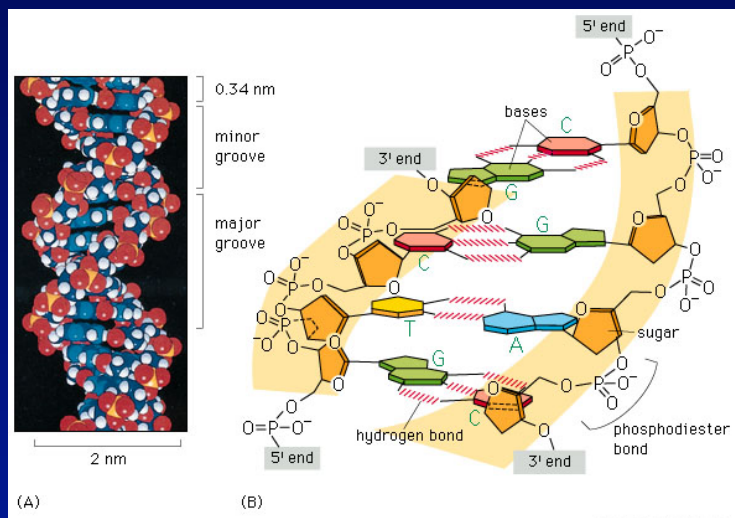 0.34 nm
minor
groove
major
groove
2 nm
(A)
5' end
O⁻
O=P
O⁻
O
bases
C
O
O
3' end
O
G
O
O
P
O
O⁻
O
O⁻
O=P
O
O
C
G
O
O
O
O⁻
O=P
O
O
O
P
O
O⁻
O⁻
O=P
O
O
T
A
O
sugar
O
G
O
O
P
O⁻
O
O
C
O
hydrogen bond
phosphodiester
bond
O
O=P
O⁻
O⁻
5' end
3' end
(B)